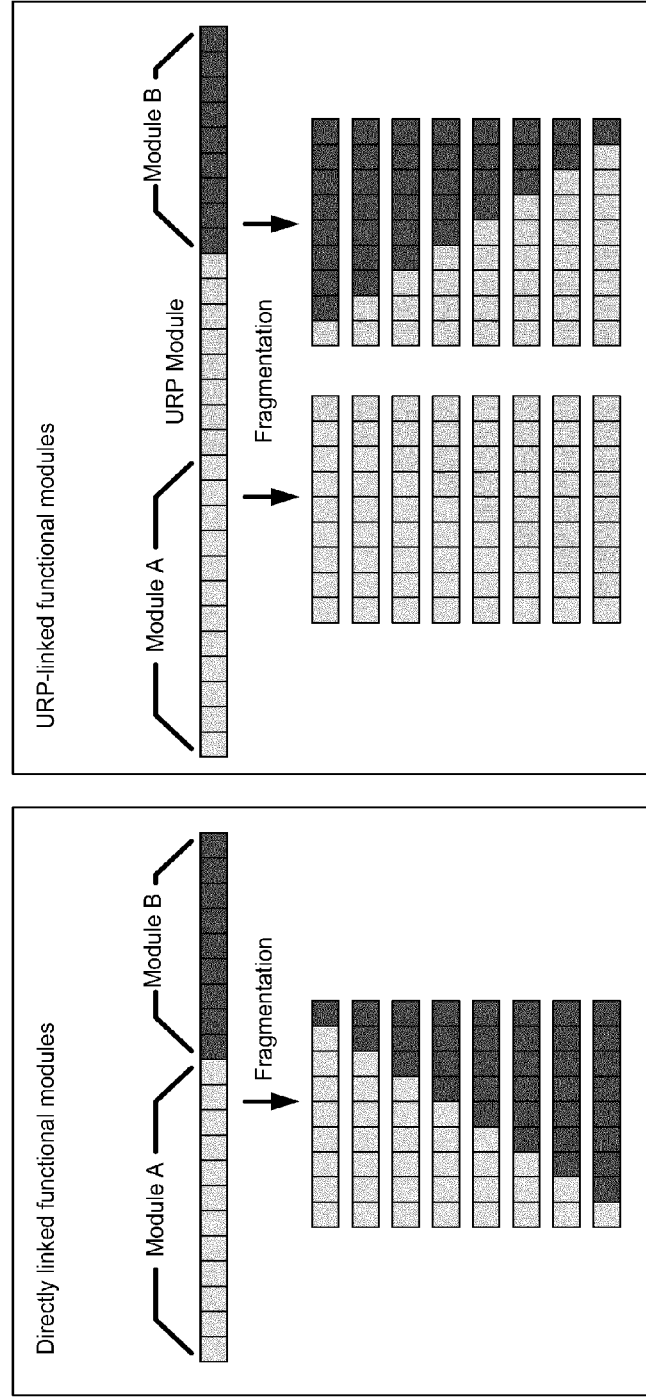 Directly linked functional modules
Module A
Module B
Fragmentation
URP-linked functional modules
Module A
URP Module
Module B
Fragmentation